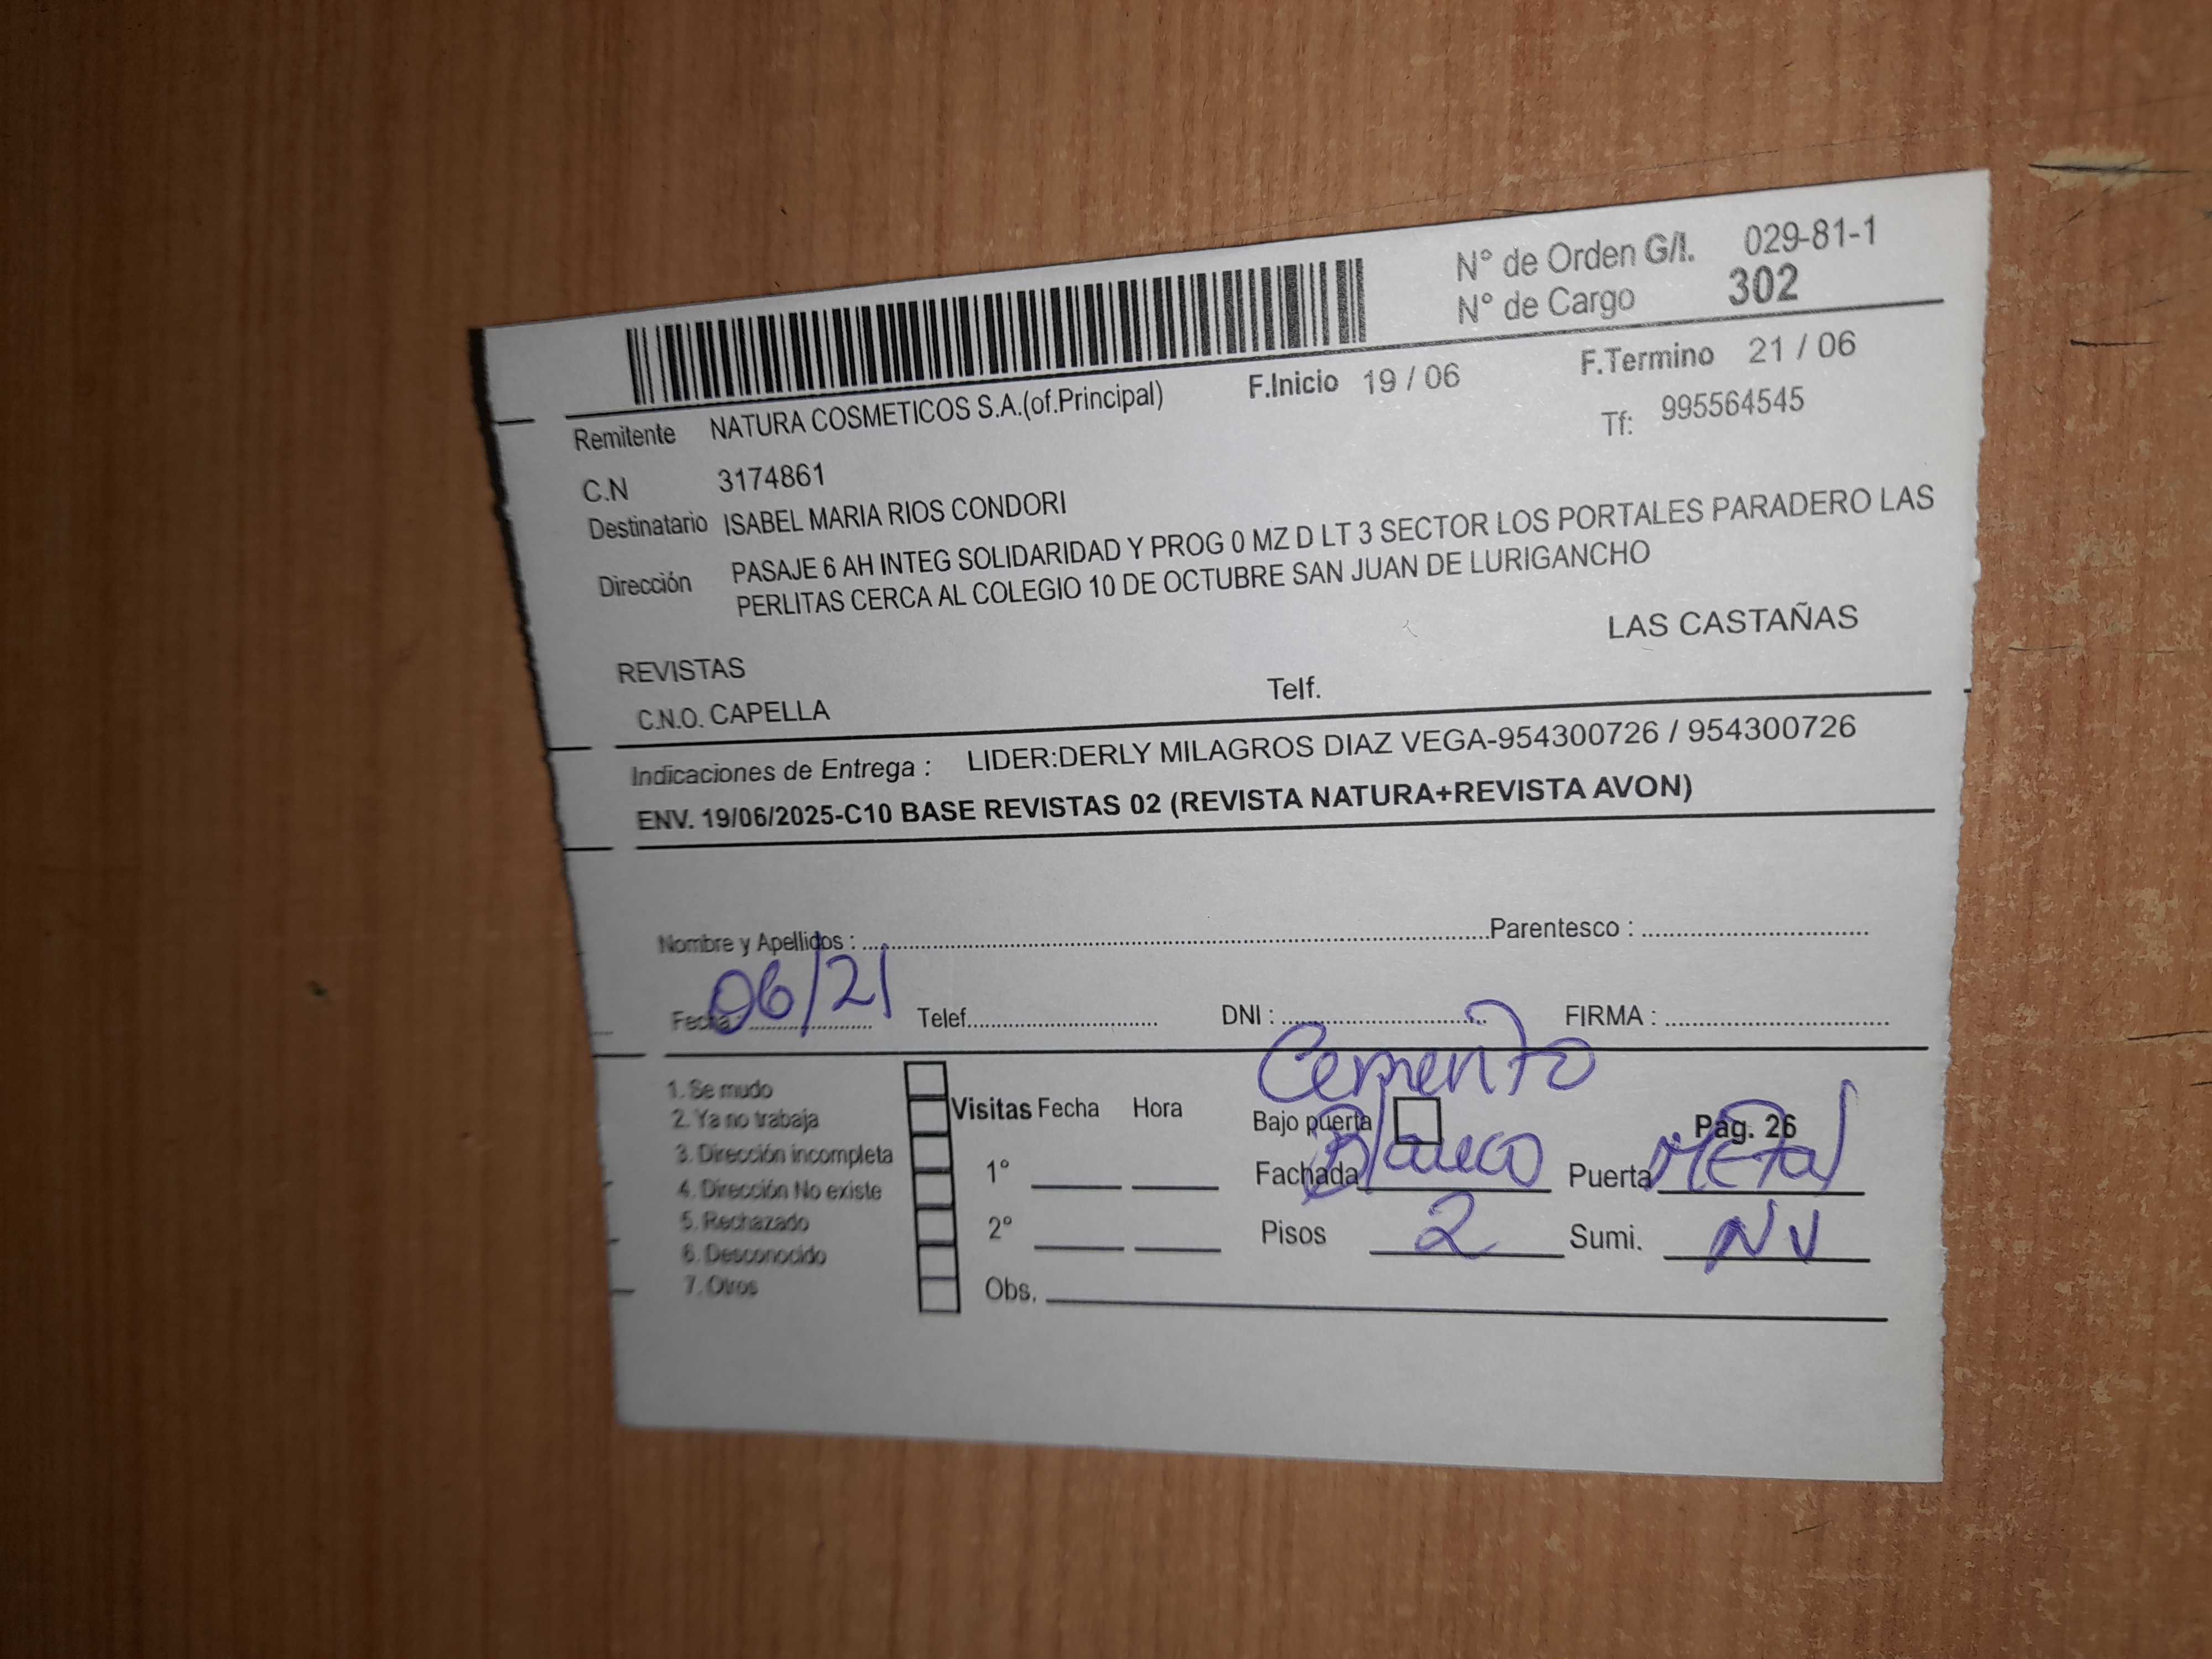 N° de Orden G/I. 029-81-1
N° de Cargo 302
Remitente NATURA COSMETICOS S.A.(of.Principal) F.Inicio 19 / 06 F.Termino 21 / 06
C.N 3174861 Tf: 995564545
Destinatario ISABEL MARIA RIOS CONDORI
Dirección PASAJE 6 AH INTEG SOLIDARIDAD Y PROG 0 MZ D LT 3 SECTOR LOS PORTALES PARADERO LAS
PERLITAS CERCA AL COLEGIO 10 DE OCTUBRE SAN JUAN DE LURIGANCHO
LAS CASTAÑAS
REVISTAS
C.N.O. CAPELLA Telf.
Indicaciones de Entrega : LIDER:DERLY MILAGROS DIAZ VEGA-954300726 / 954300726
ENV. 19/06/2025-C10 BASE REVISTAS 02 (REVISTA NATURA+REVISTA AVON)
Nombre y Apellidos : Parentesco :
Fecha : 06/21 Telef. DNI : FIRMA :
Cemento
1. Se mudo
2. Ya no trabaja
3. Dirección incompleta
4. Dirección No existe
5. Rechazado
6. Desconocido
7. Otros
Visitas Fecha Hora
1°
2°
Obs.
Bajo puerta Pág. 26
Fachada Blanco Puerta Metal
Pisos 2 Sumi. NV